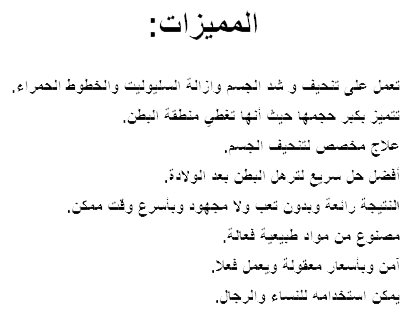 المميزات:
تعمل على تنحيف و شد الجسم وازالة السليوليت والخطوط الحمراء.
تتميز بكبر حجمها حيث أنها تغطي منطقة البطن.
علاج مخصص لتنحيف الجسم.
أفضل حل سريع لترهل البطن بعد الولادة.
النتيجة رائعة وبدون تعب ولا مجهود وبأسرع وقت ممكن.
مصنوع من مواد طبيعية فعالة.
آمن وبأسعار معقولة ويعمل فعلا.
يمكن استخدامه للنساء والرجال.